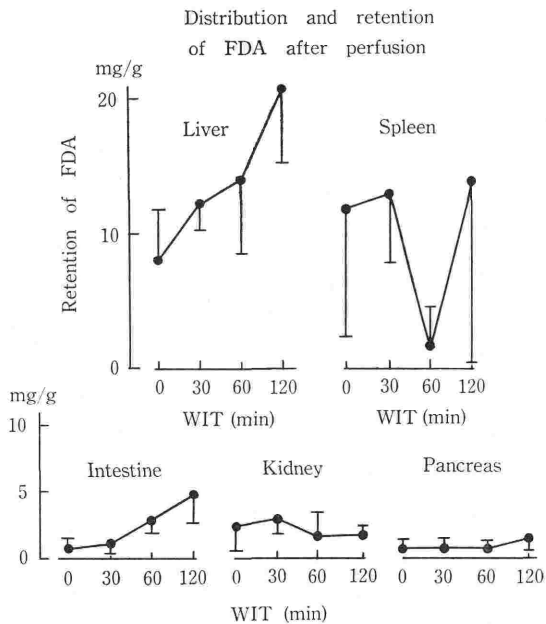 Distribution and retention
of FDA after perfusion
mg/g
Retention of FDA
20
10
0
Liver
0 30 60 120
WIT (min)
Spleen
0 30 60 120
WIT (min)
mg/g
10
5
0
Intestine
0 30 60 120
Kidney
0 30 60 120
Pancreas
0 30 60 120
WIT (min)